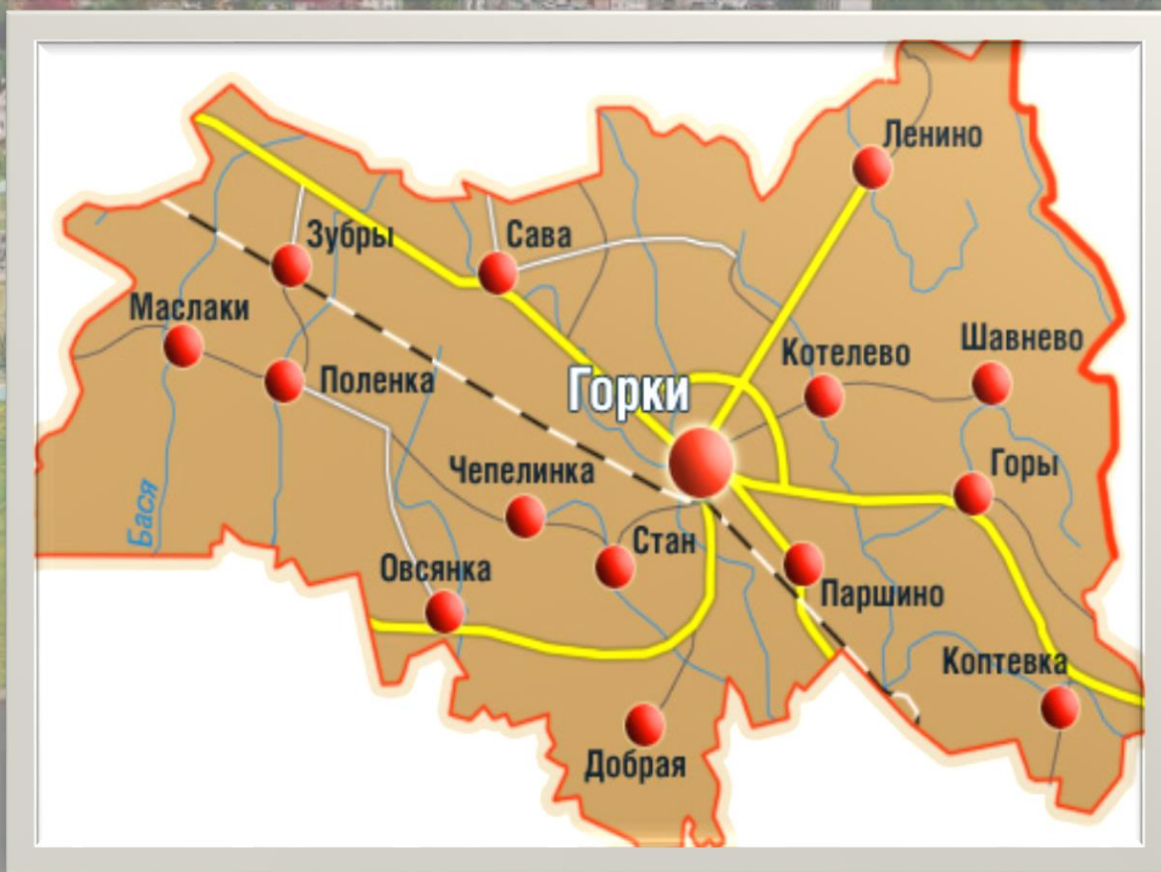 Ленино
Зубры
Сава
Маслаки
Шавнево
Котелево
Поленка
Горки
Чепелинка
Горы
Бася
Стан
Овсянка
Паршино
Коптевка
Добрая